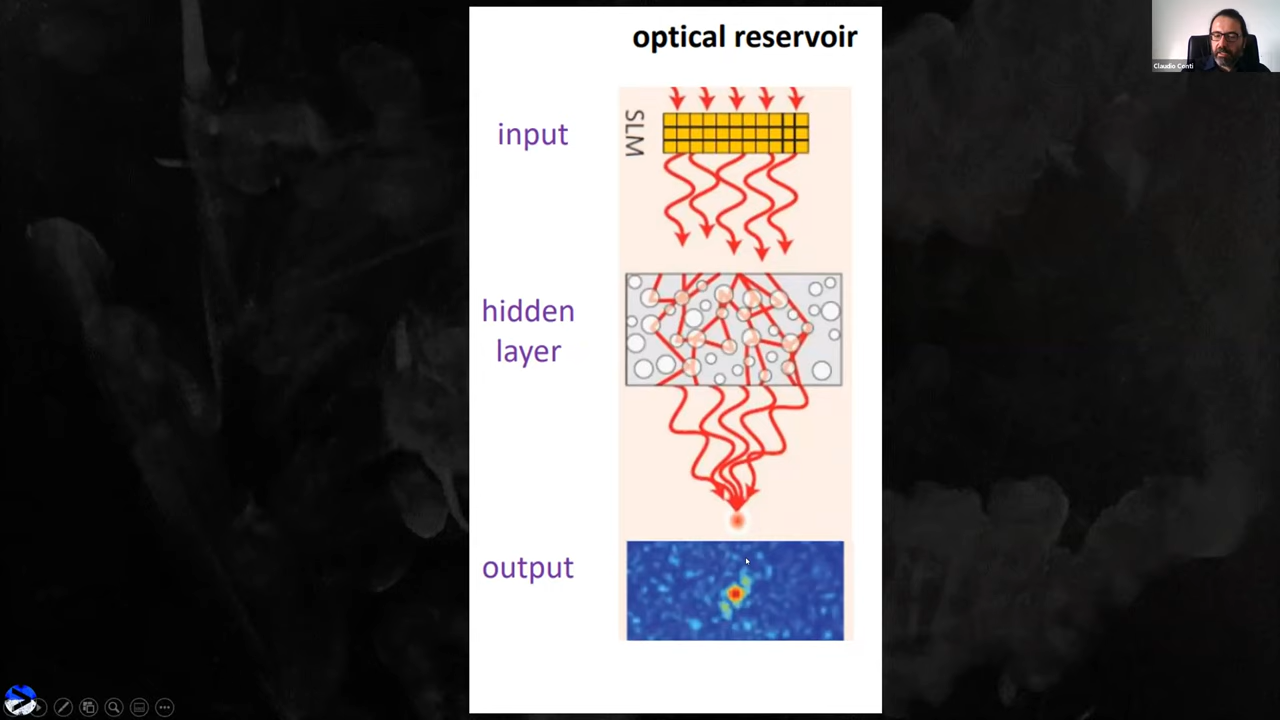 optical reservoir
Claudio Conti
SLM
input
hidden
layer
output